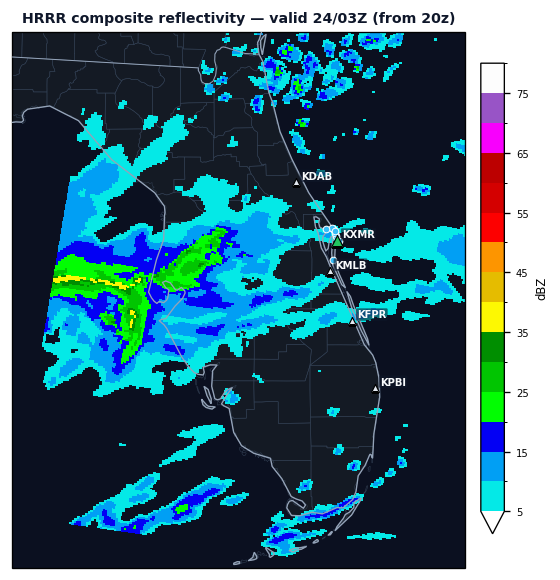 HRRR composite reflectivity — valid 24/03Z (from 20z)
KDAB
KXMR
KMLB
KFPR
KPBI
75
65
55
45
35
25
15
5
dBZ